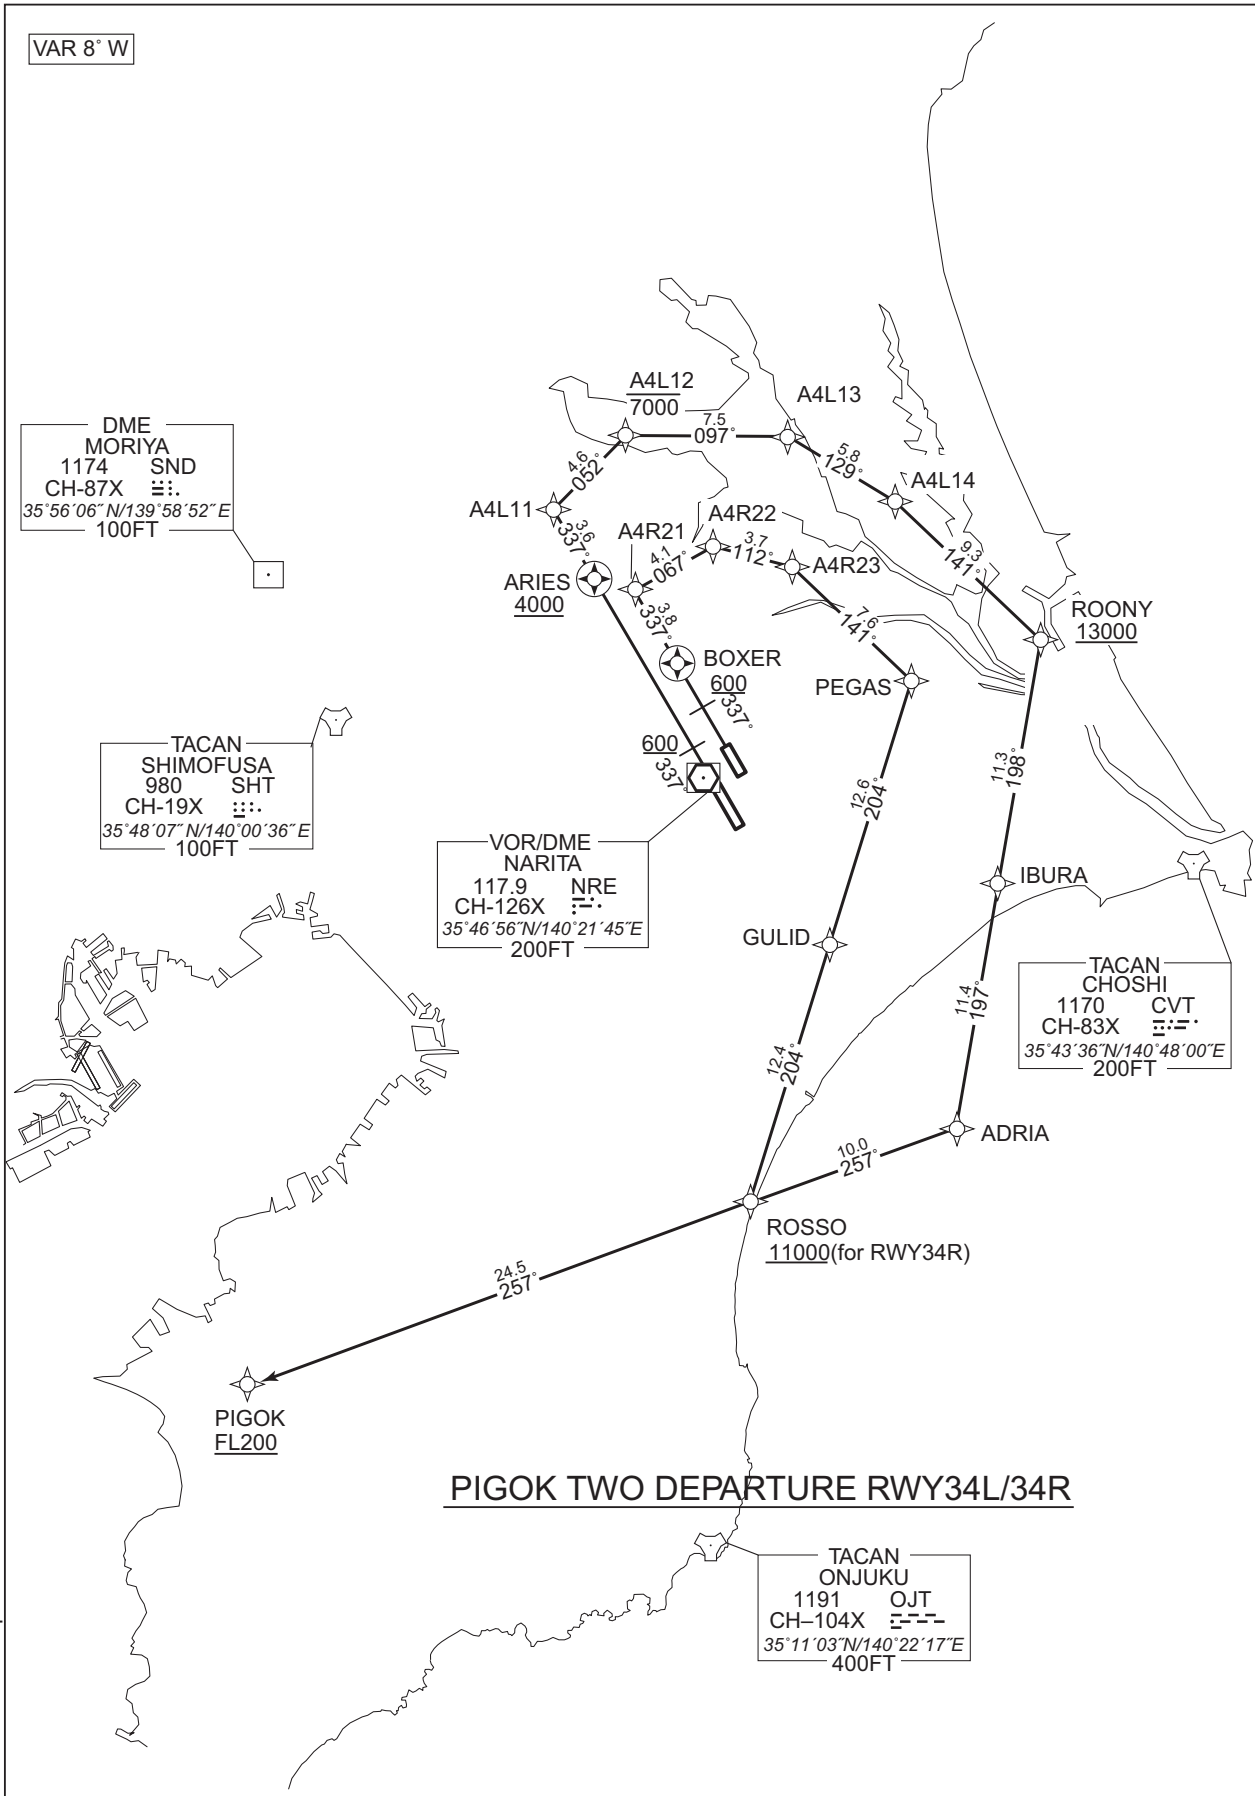 VAR 8° W
A4L12
7000
A4L13
7.5
097°
5.8
129°
A4L14
4.6
052°
A4L11
3.6
337°
DME
MORIYA
1174 SND
CH-87X
35°56′06″N/139°58′52″E
100FT
A4R21
A4R22
4.1
067°
3.7
112°
A4R23
9.3
141°
ARIES
4000
3.8
337°
7.6
141°
ROONY
13000
BOXER
600
337°
PEGAS
600
337°
TACAN
SHIMOFUSA
980 SHT
CH-19X
35°48′07″N/140°00′36″E
100FT
11.3
198°
12.6
204°
VOR/DME
NARITA
117.9 NRE
CH-126X
35°46′56″N/140°21′45″E
200FT
IBURA
GULID
TACAN
CHOSHI
1170 CVT
CH-83X
35°43′36″N/140°48′00″E
200FT
11.4
197°
12.4
204°
ADRIA
10.0
257°
ROSSO
11000(for RWY34R)
24.5
257°
PIGOK
FL200
PIGOK TWO DEPARTURE RWY34L/34R
TACAN
ONJUKU
1191 OJT
CH–104X
35°11′03″N/140°22′17″E
400FT